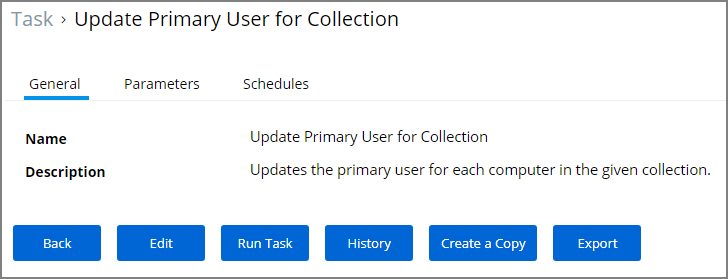 Task › Update Primary User for Collection
General Parameters Schedules
Name Update Primary User for Collection
Description Updates the primary user for each computer in the given collection.
Back Edit Run Task History Create a Copy Export